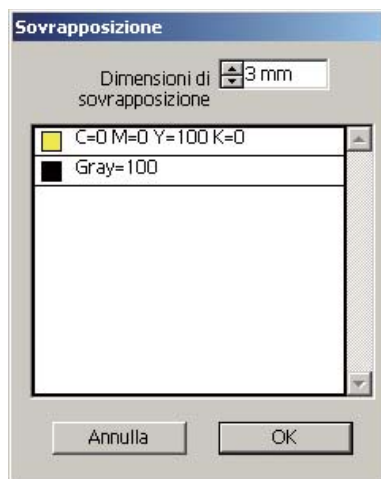 Sovrapposizione
Dimensioni di 3 mm
sovrapposizione
C=0 M=0 Y=100 K=0
Gray=100
Annulla OK